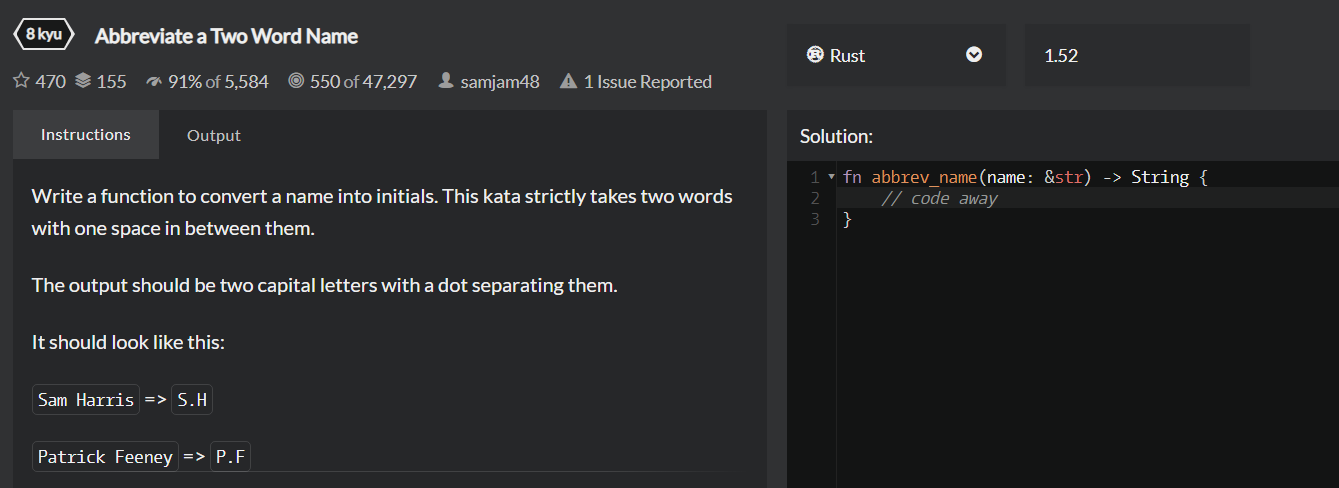 8 kyu Abbreviate a Two Word Name
470 155 91% of 5,584 550 of 47,297 samjam48 1 Issue Reported
Rust 1.52
Instructions Output
Write a function to convert a name into initials. This kata strictly takes two words
with one space in between them.
The output should be two capital letters with a dot separating them.
It should look like this:
Sam Harris => S.H
Patrick Feeney => P.F
Solution:
1 fn abbrev_name(name: &str) -> String {
2 // code away
3 }